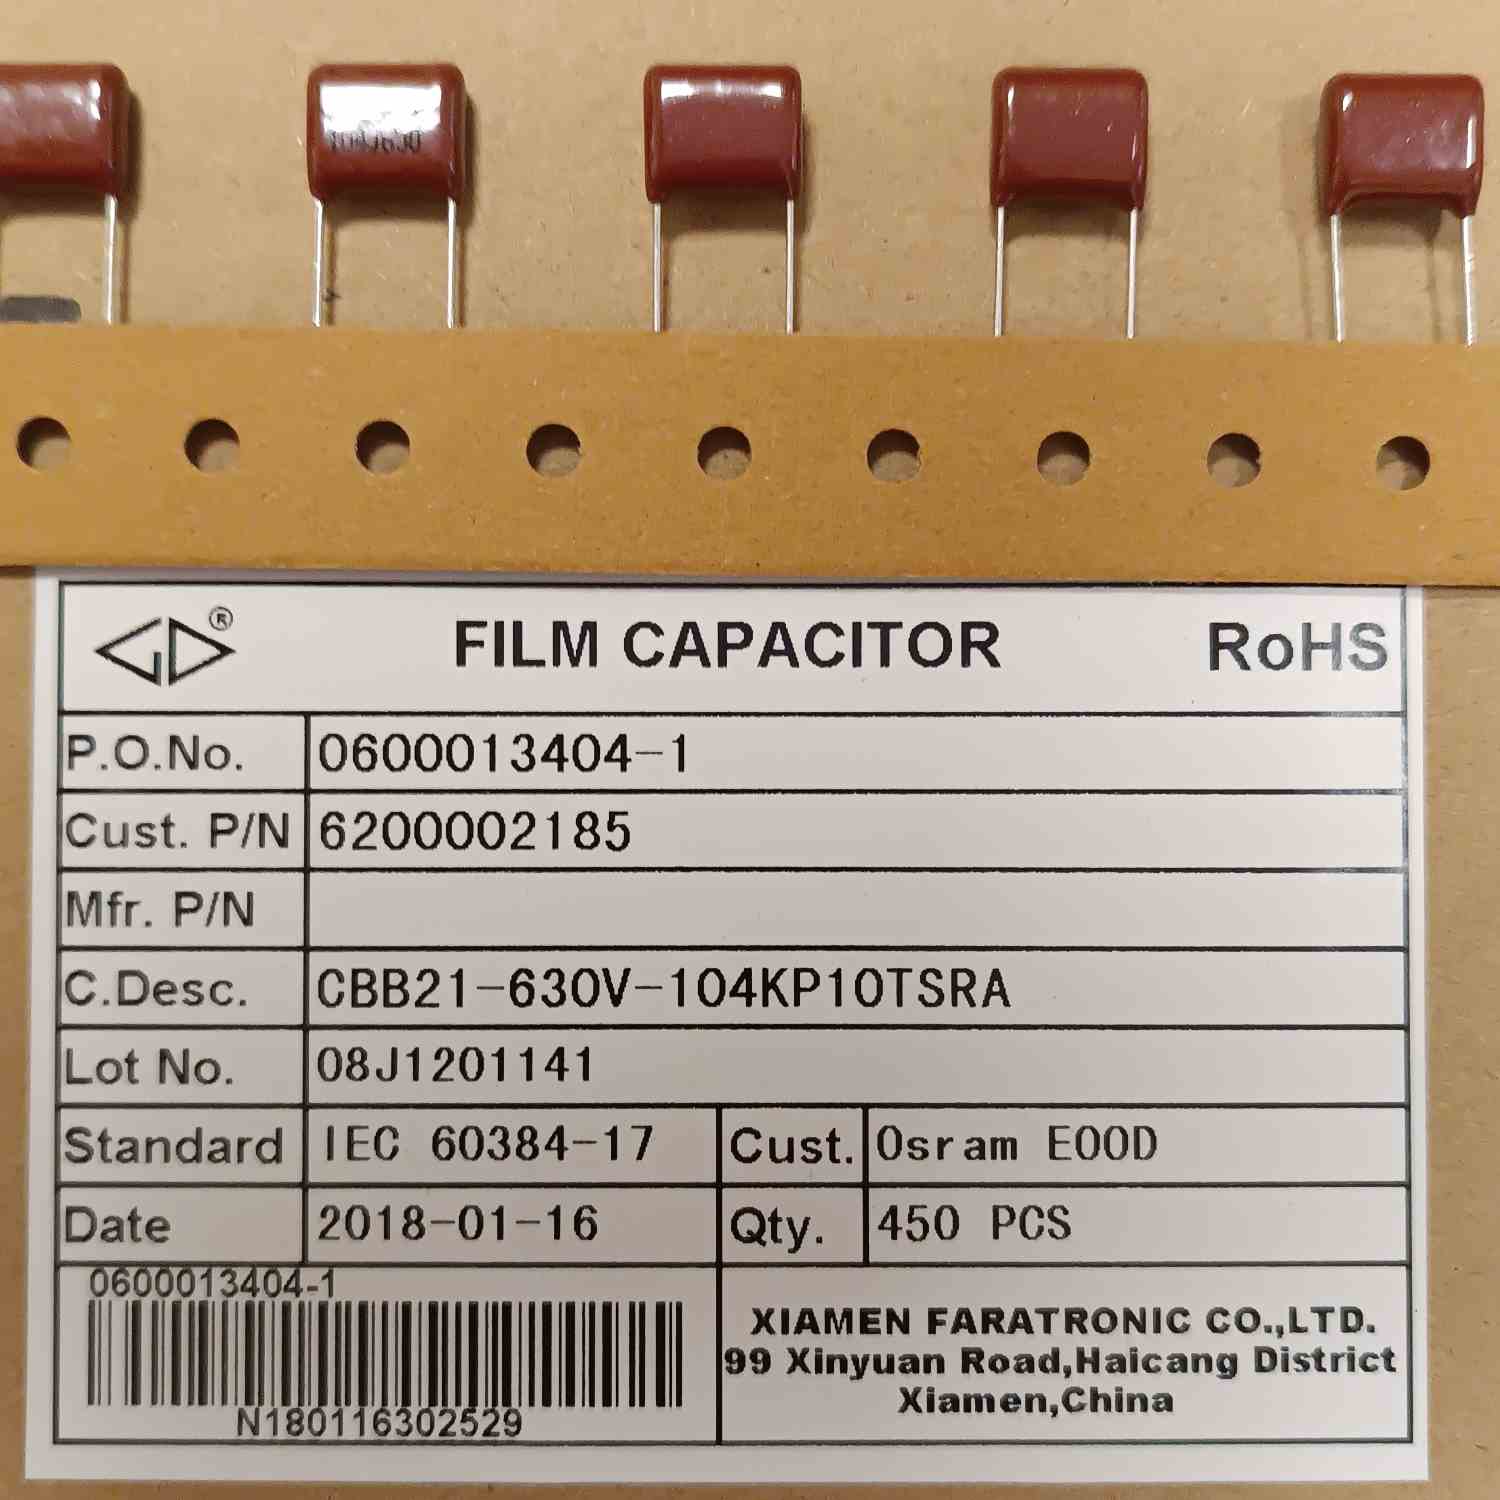 104J630
®
FILM CAPACITOR
RoHS
P.O.No. 0600013404-1
Cust. P/N 6200002185
Mfr. P/N
C.Desc. CBB21-630V-104KP10TSRA
Lot No. 08J1201141
Standard IEC 60384-17 Cust. Osram EOOD
Date 2018-01-16 Qty. 450 PCS
0600013404-1
N180116302529
XIAMEN FARATRONIC CO.,LTD.
99 Xinyuan Road,Haicang District
Xiamen,China